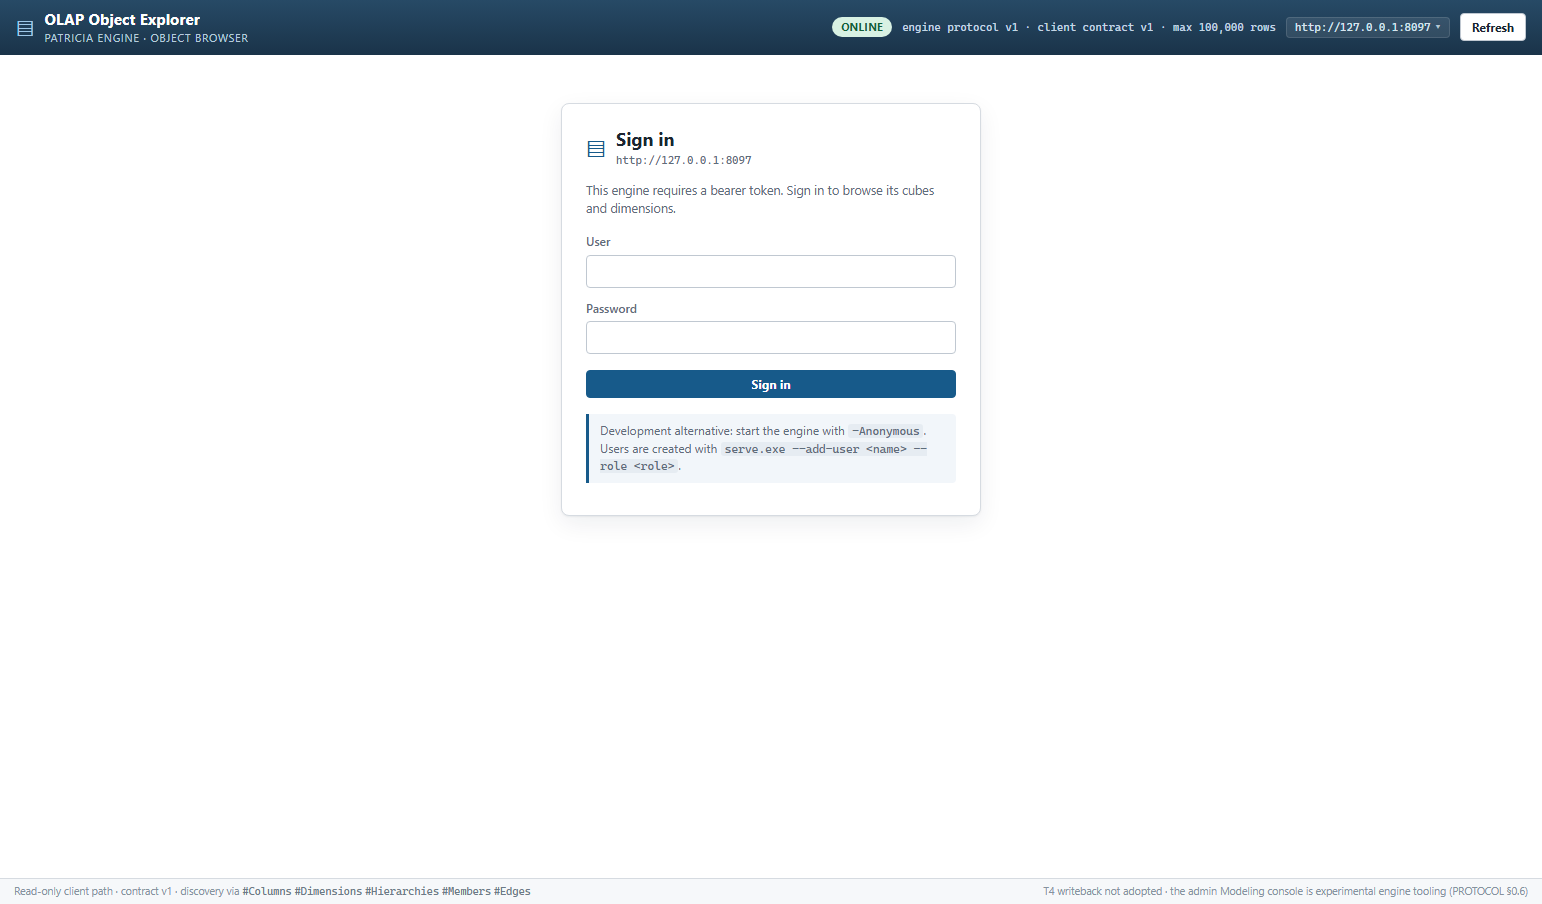 OLAP Object Explorer
PATRICIA ENGINE · OBJECT BROWSER
ONLINE
engine protocol v1 · client contract v1 · max 100,000 rows
http://127.0.0.1:8097
Refresh
Sign in
http://127.0.0.1:8097
This engine requires a bearer token. Sign in to browse its cubes
and dimensions.
User
Password
Sign in
Development alternative: start the engine with -Anonymous.
Users are created with serve.exe --add-user <name> --
role <role>.
Read-only client path · contract v1 · discovery via #Columns #Dimensions #Hierarchies #Members #Edges
T4 writeback not adopted · the admin Modeling console is experimental engine tooling (PROTOCOL §0.6)